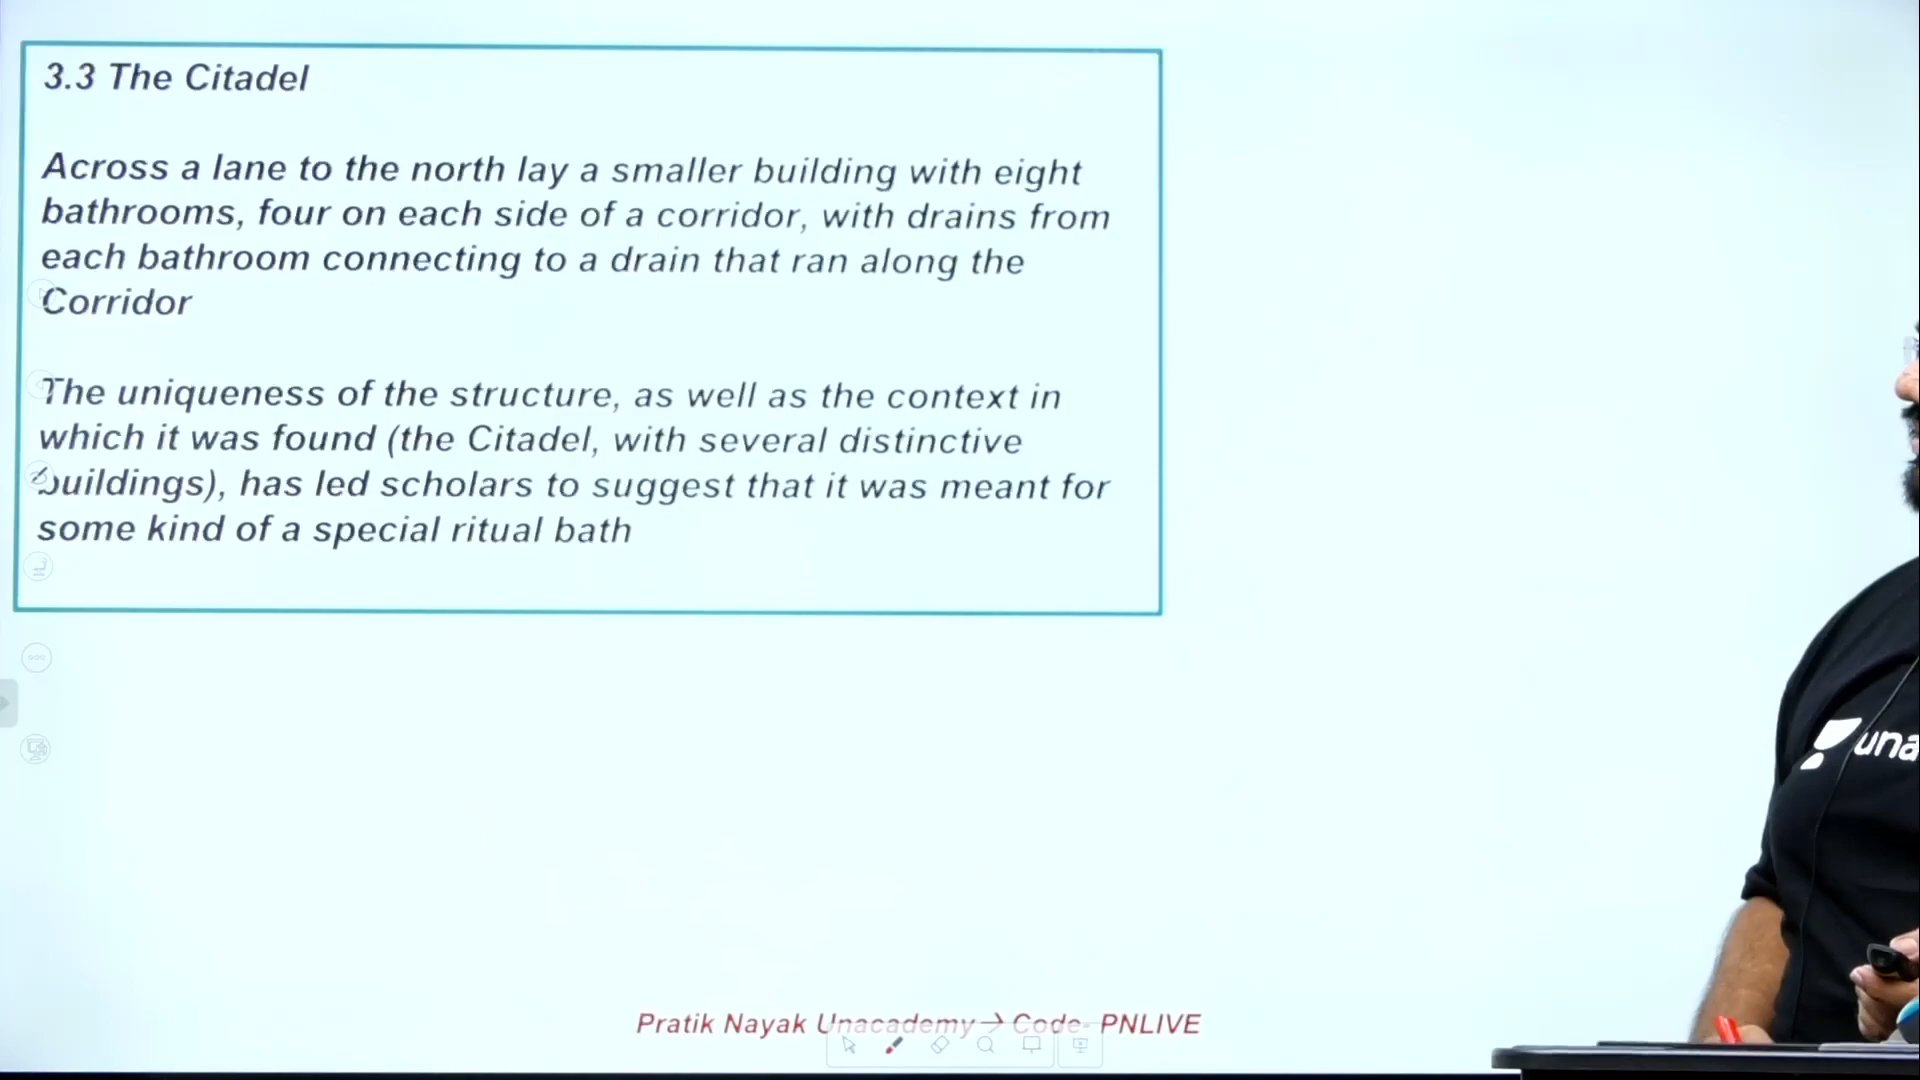 3.3 The Citadel
Across a lane to the north lay a smaller building with eight
bathrooms, four on each side of a corridor, with drains from
each bathroom connecting to a drain that ran along the
Corridor
The uniqueness of the structure, as well as the context in
which it was found (the Citadel, with several distinctive
buildings), has led scholars to suggest that it was meant for
some kind of a special ritual bath
una
Pratik Nayak Unacademy→ Code- PNLIVE